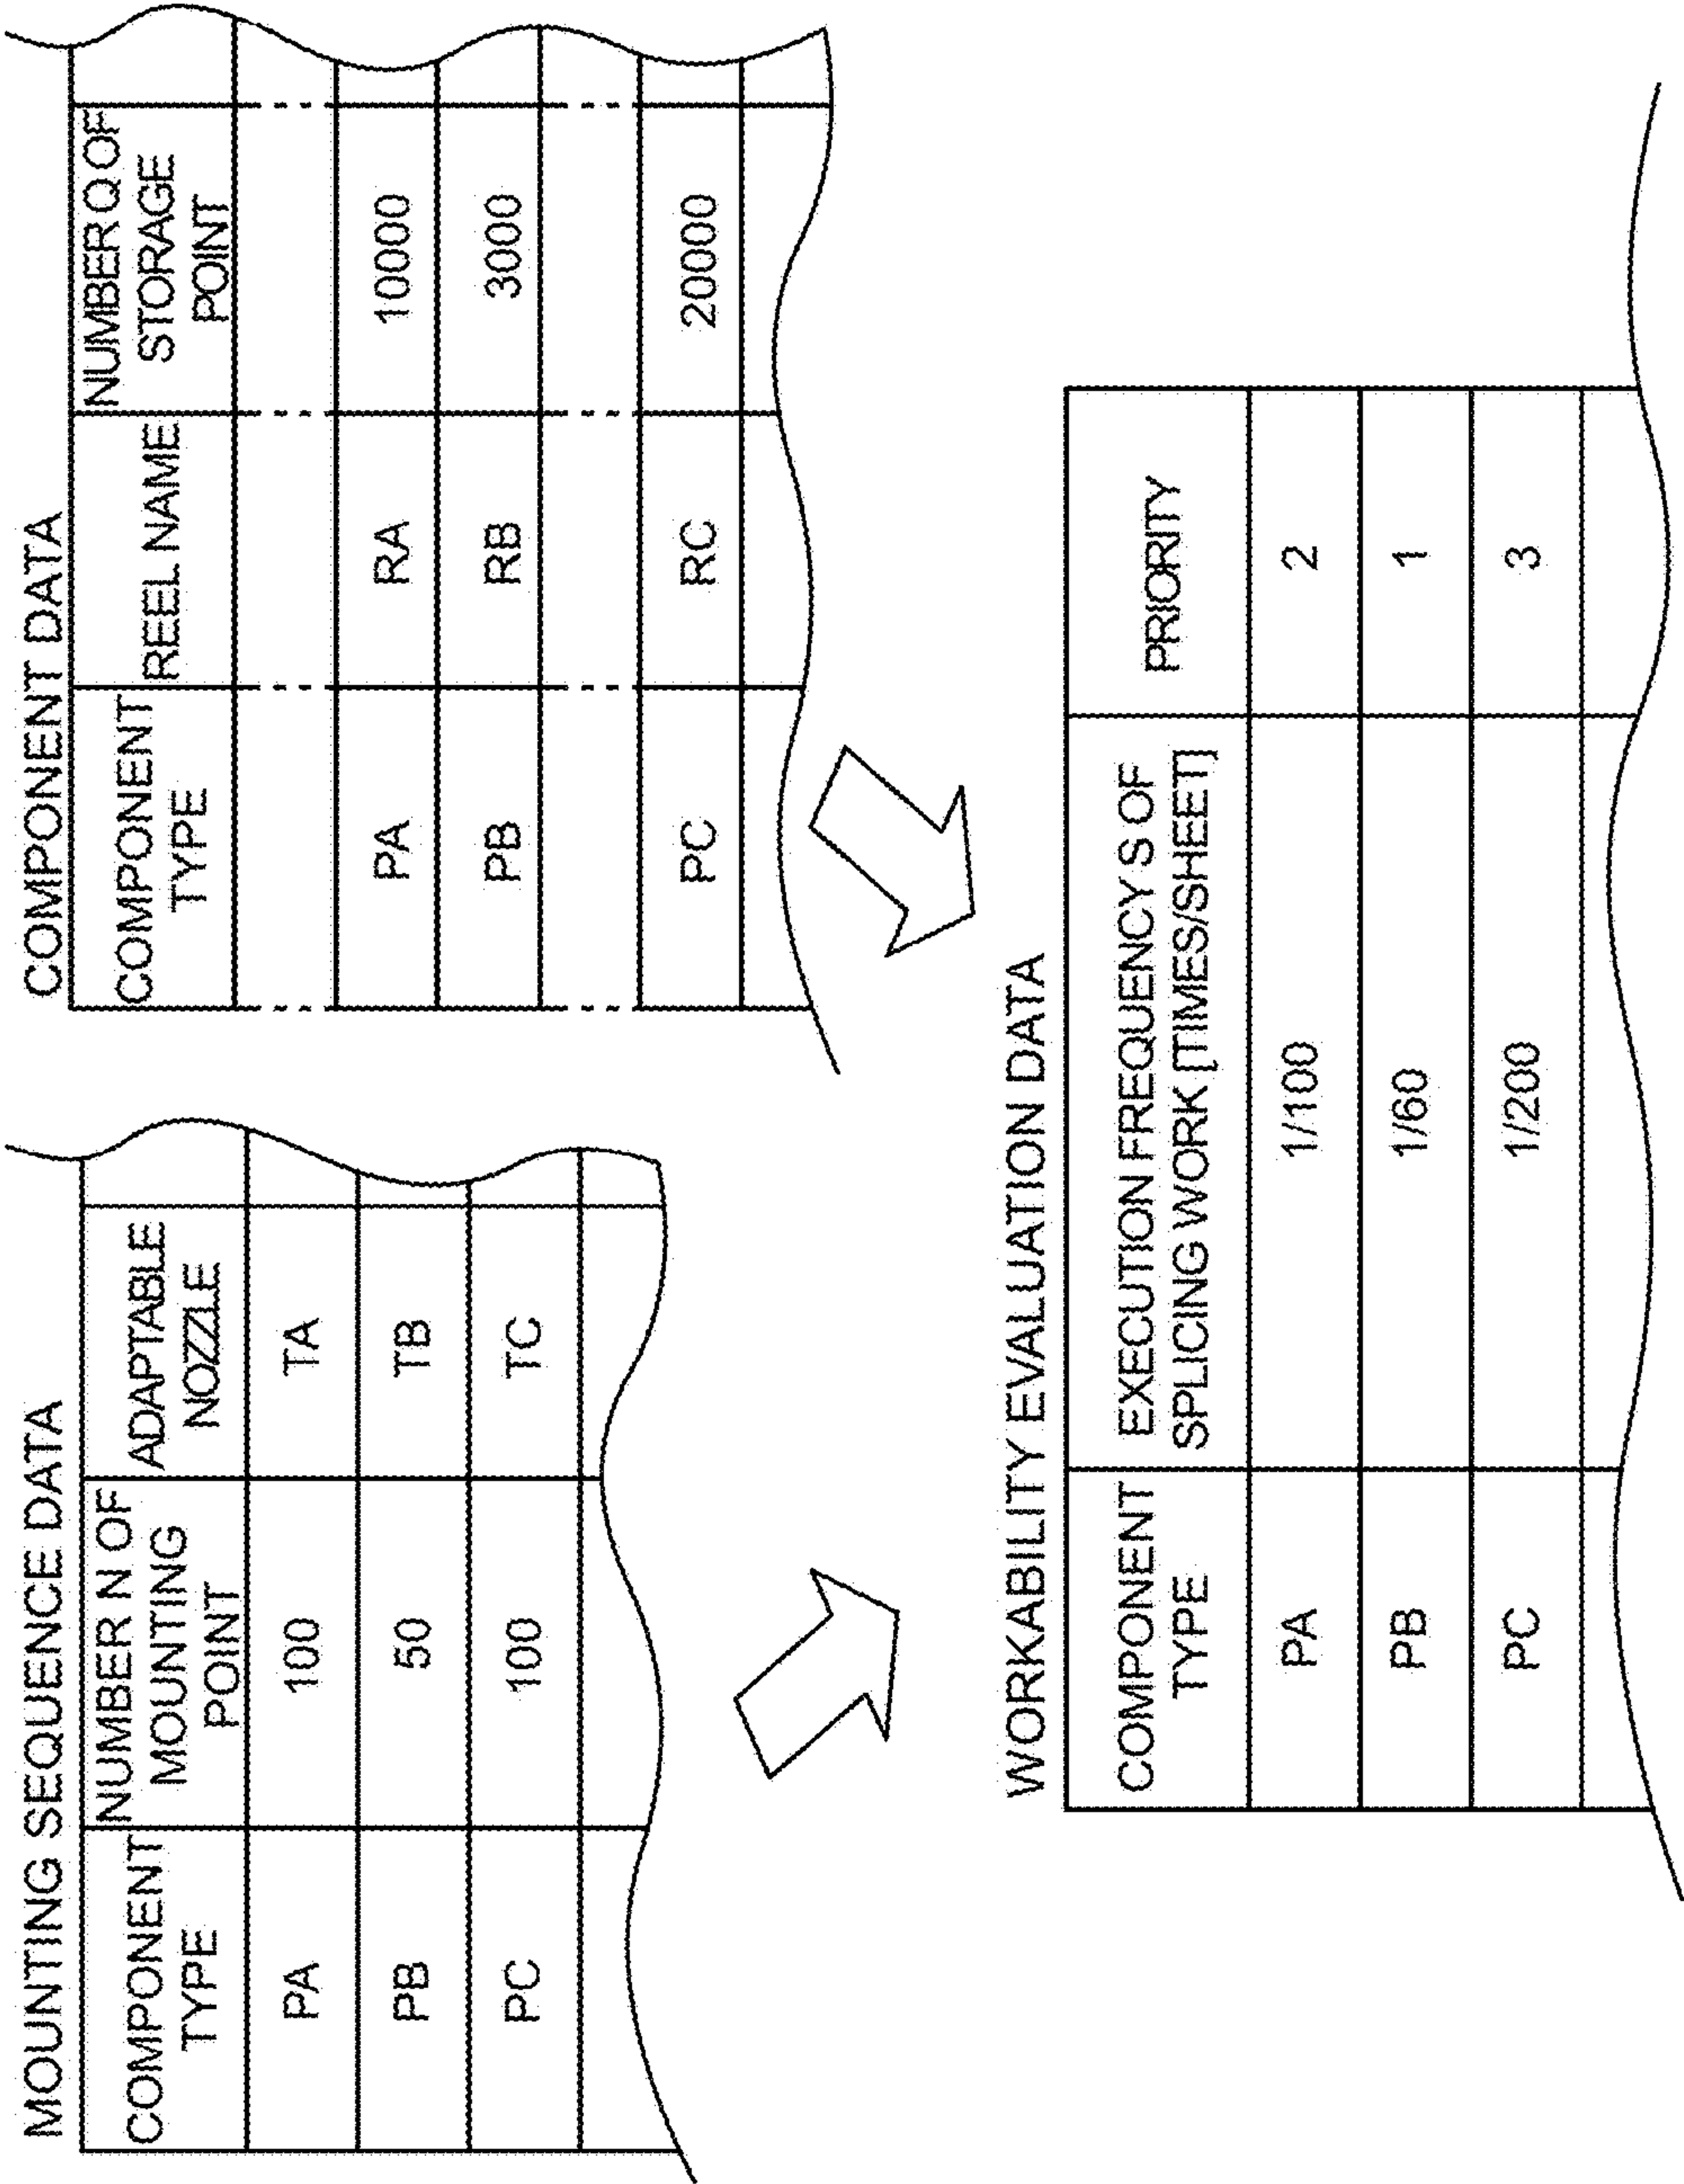 MOUNTING SEQUENCE DATA
COMPONENT TYPE NUMBER N OF MOUNTING POINT ADAPTABLE NOZZLE
PA 100 TA
PB 50 TB
PC 100 TC
COMPONENT DATA
COMPONENT TYPE REEL NAME NUMBER Q OF STORAGE POINT
PA RA 10000
PB RB 3000
PC RC 20000
WORKABILITY EVALUATION DATA
COMPONENT TYPE EXECUTION FREQUENCY S OF SPLICING WORK [TIMES/SHEET] PRIORITY
PA 1/100 2
PB 1/60 1
PC 1/200 3